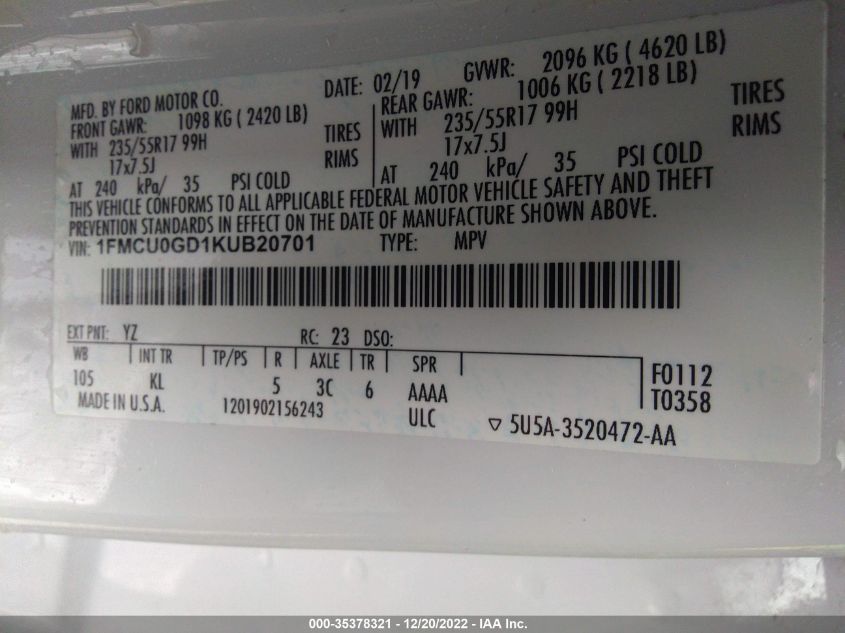 MFD. BY FORD MOTOR CO. DATE: 02/19 GVWR: 2096 KG ( 4620 LB)
FRONT GAWR: 1098 KG ( 2420 LB) REAR GAWR: 1006 KG ( 2218 LB)
WITH 235/55R17 99H TIRES WITH 235/55R17 99H TIRES
17x7.5J RIMS 17x7.5J RIMS
AT 240 kPa/ 35 PSI COLD AT 240 kPa/ 35 PSI COLD
THIS VEHICLE CONFORMS TO ALL APPLICABLE FEDERAL MOTOR VEHICLE SAFETY AND THEFT
PREVENTION STANDARDS IN EFFECT ON THE DATE OF MANUFACTURE SHOWN ABOVE.
VIN: 1FMCU0GD1KUB20701 TYPE: MPV
EXT PNT: YZ RC: 23 DSO:
WB INT TR TP/PS R AXLE TR SPR
105 KL 5 3C 6 AAAA F0112
MADE IN U.S.A. 1201902156243 ULC T0358
▽ 5U5A-3520472-AA
000-35378321 - 12/20/2022 - IAA Inc.